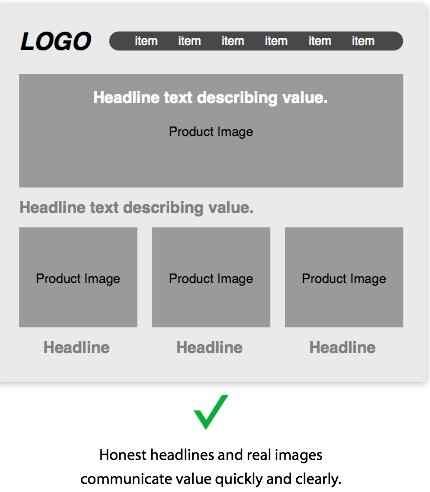 LOGO item item item item item item
Headline text describing value.
Product Image
Headline text describing value.
Product Image Product Image Product Image
Headline Headline Headline
Honest headlines and real images
communicate value quickly and clearly.